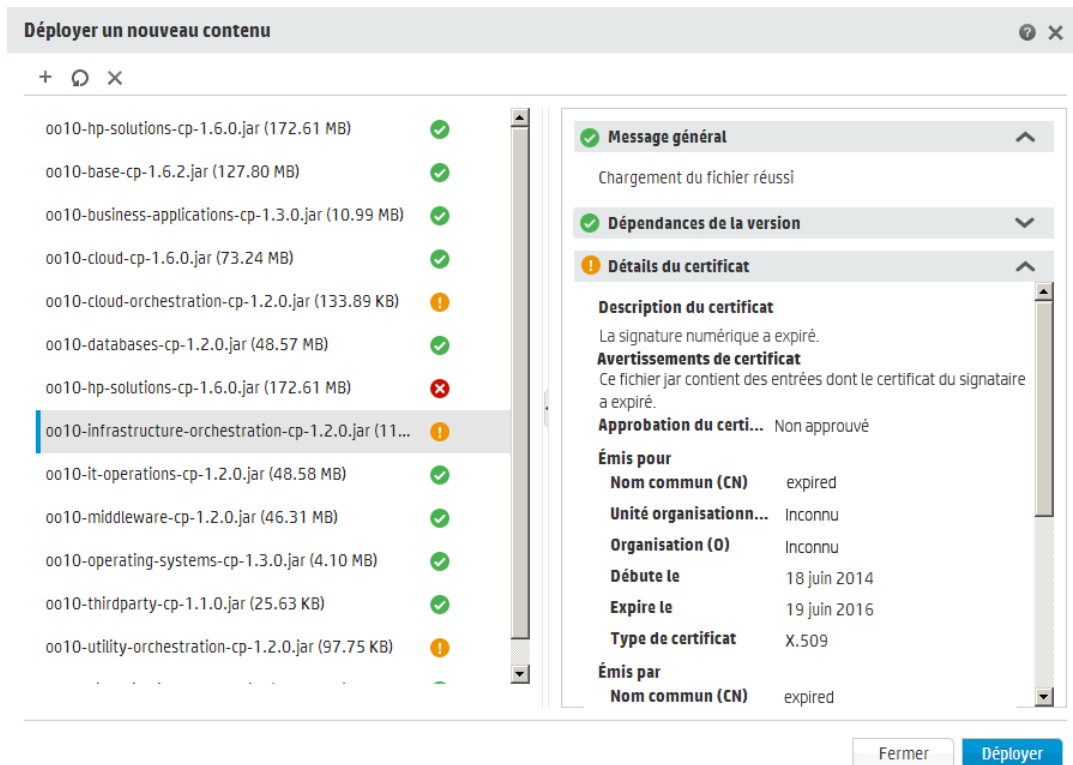 Déployer un nouveau contenu
oo10-hp-solutions-cp-1.6.0.jar (172.61 MB)
oo10-base-cp-1.6.2.jar (127.80 MB)
oo10-business-applications-cp-1.3.0.jar (10.99 MB)
oo10-cloud-cp-1.6.0.jar (73.24 MB)
oo10-cloud-orchestration-cp-1.2.0.jar (133.89 KB)
oo10-databases-cp-1.2.0.jar (48.57 MB)
oo10-hp-solutions-cp-1.6.0.jar (172.61 MB)
oo10-infrastructure-orchestration-cp-1.2.0.jar (11...
oo10-it-operations-cp-1.2.0.jar (48.58 MB)
oo10-middleware-cp-1.2.0.jar (46.31 MB)
oo10-operating-systems-cp-1.3.0.jar (4.10 MB)
oo10-thirdparty-cp-1.1.0.jar (25.63 KB)
oo10-utility-orchestration-cp-1.2.0.jar (97.75 KB)
Message général
Chargement du fichier réussi
Dépendances de la version
Détails du certificat
Description du certificat
La signature numérique a expiré.
Avertissements de certificat
Ce fichier jar contient des entrées dont le certificat du signataire
a expiré.
Approbation du certi... Non approuvé
Émis pour
Nom commun (CN) expired
Unité organisationn... Inconnu
Organisation (O) Inconnu
Débute le 18 juin 2014
Expire le 19 juin 2016
Type de certificat X.509
Émis par
Nom commun (CN) expired
Fermer Déployer